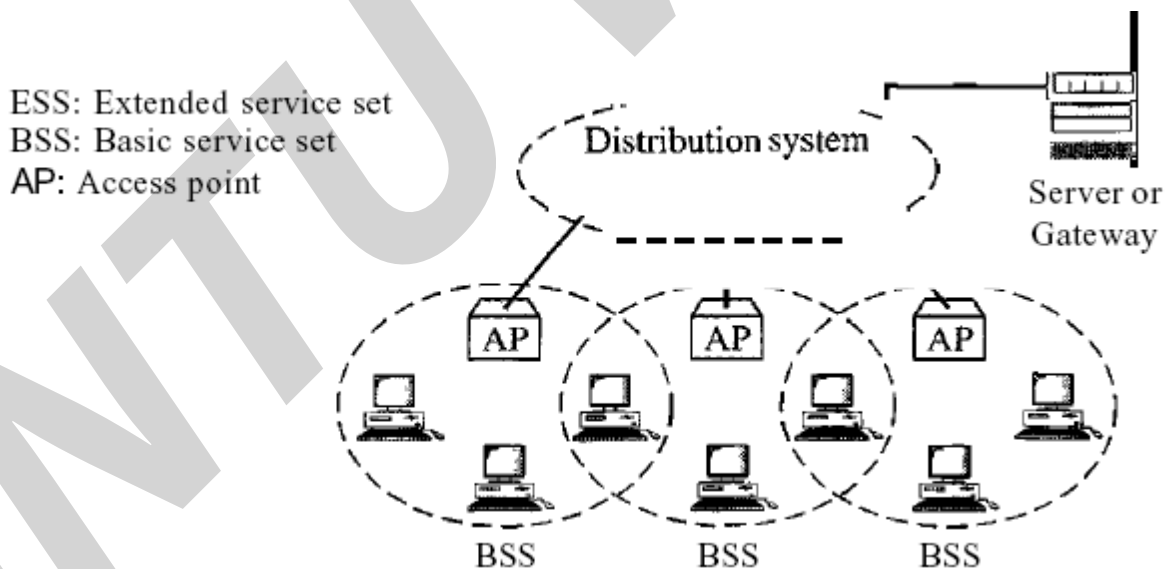 ESS: Extended service set
BSS: Basic service set
AP: Access point
Distribution system
Server or
Gateway
AP
AP
AP
BSS
BSS
BSS